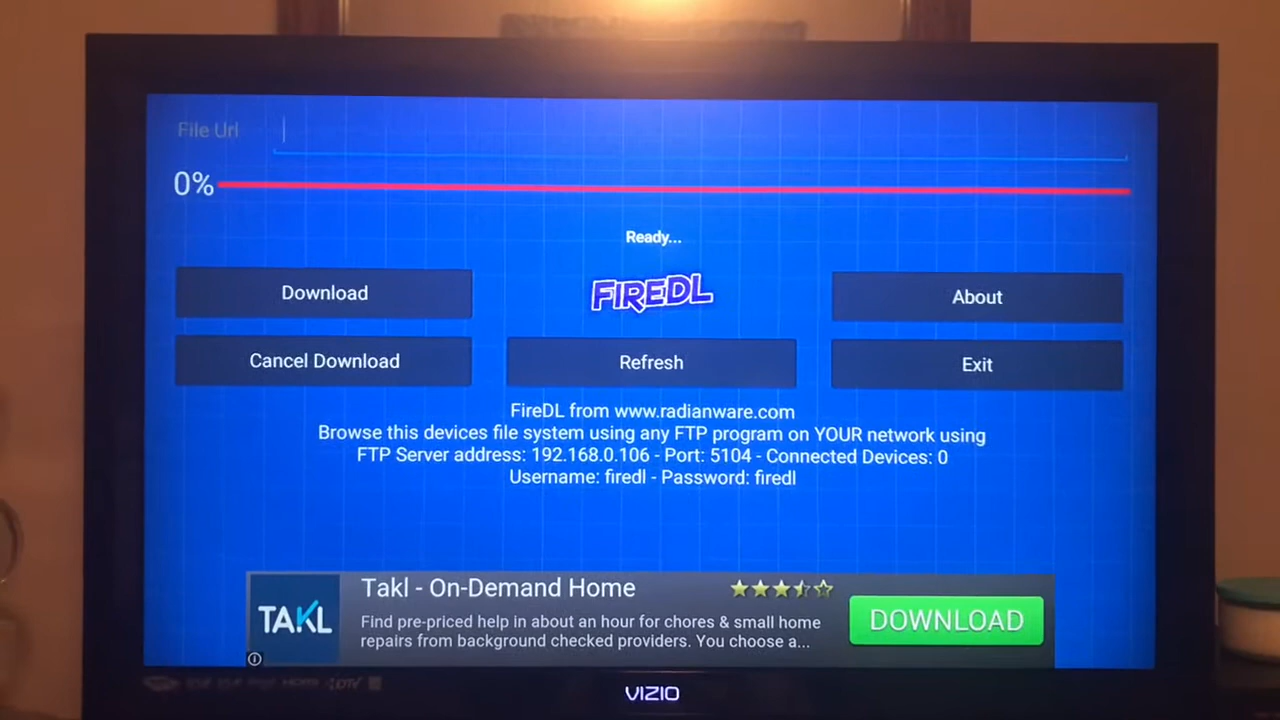 File Url
0%
Ready...
Download
FIREDL
About
Cancel Download
Refresh
Exit
FireDL from www.radianware.com
Browse this devices file system using any FTP program on YOUR network using
FTP Server address: 192.168.0.106 - Port: 5104 - Connected Devices: 0
Username: firedl - Password: firedl
TAKL
Takl - On-Demand Home
Find pre-priced help in about an hour for chores & small home
repairs from background checked providers. You choose a...
DOWNLOAD
VIZIO